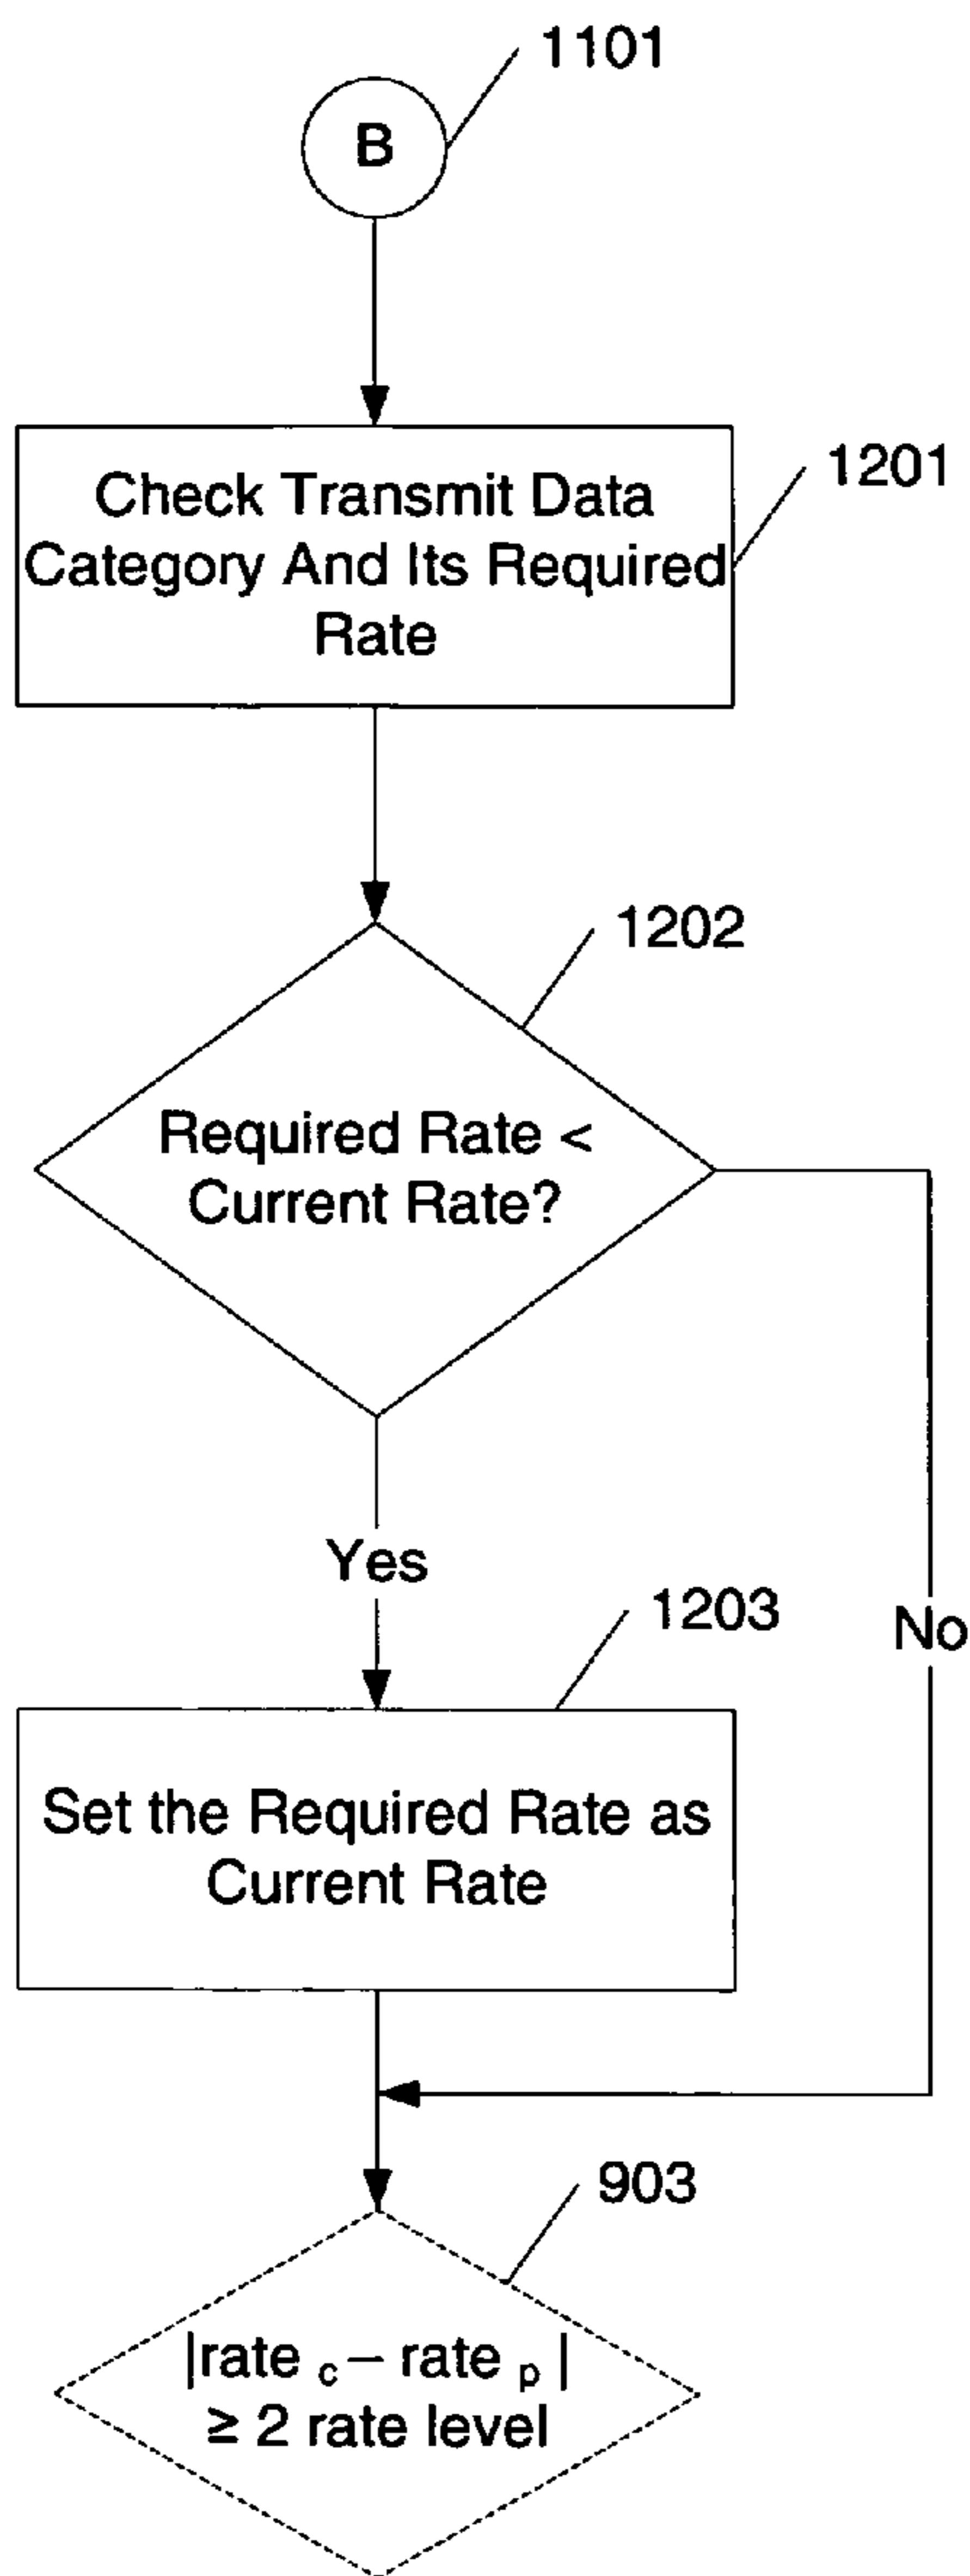 1101
B
1201
Check Transmit Data
Category And Its Required
Rate
1202
Required Rate <
Current Rate?
Yes
No
1203
Set the Required Rate as
Current Rate
903
|rate c – rate p |
≥ 2 rate level